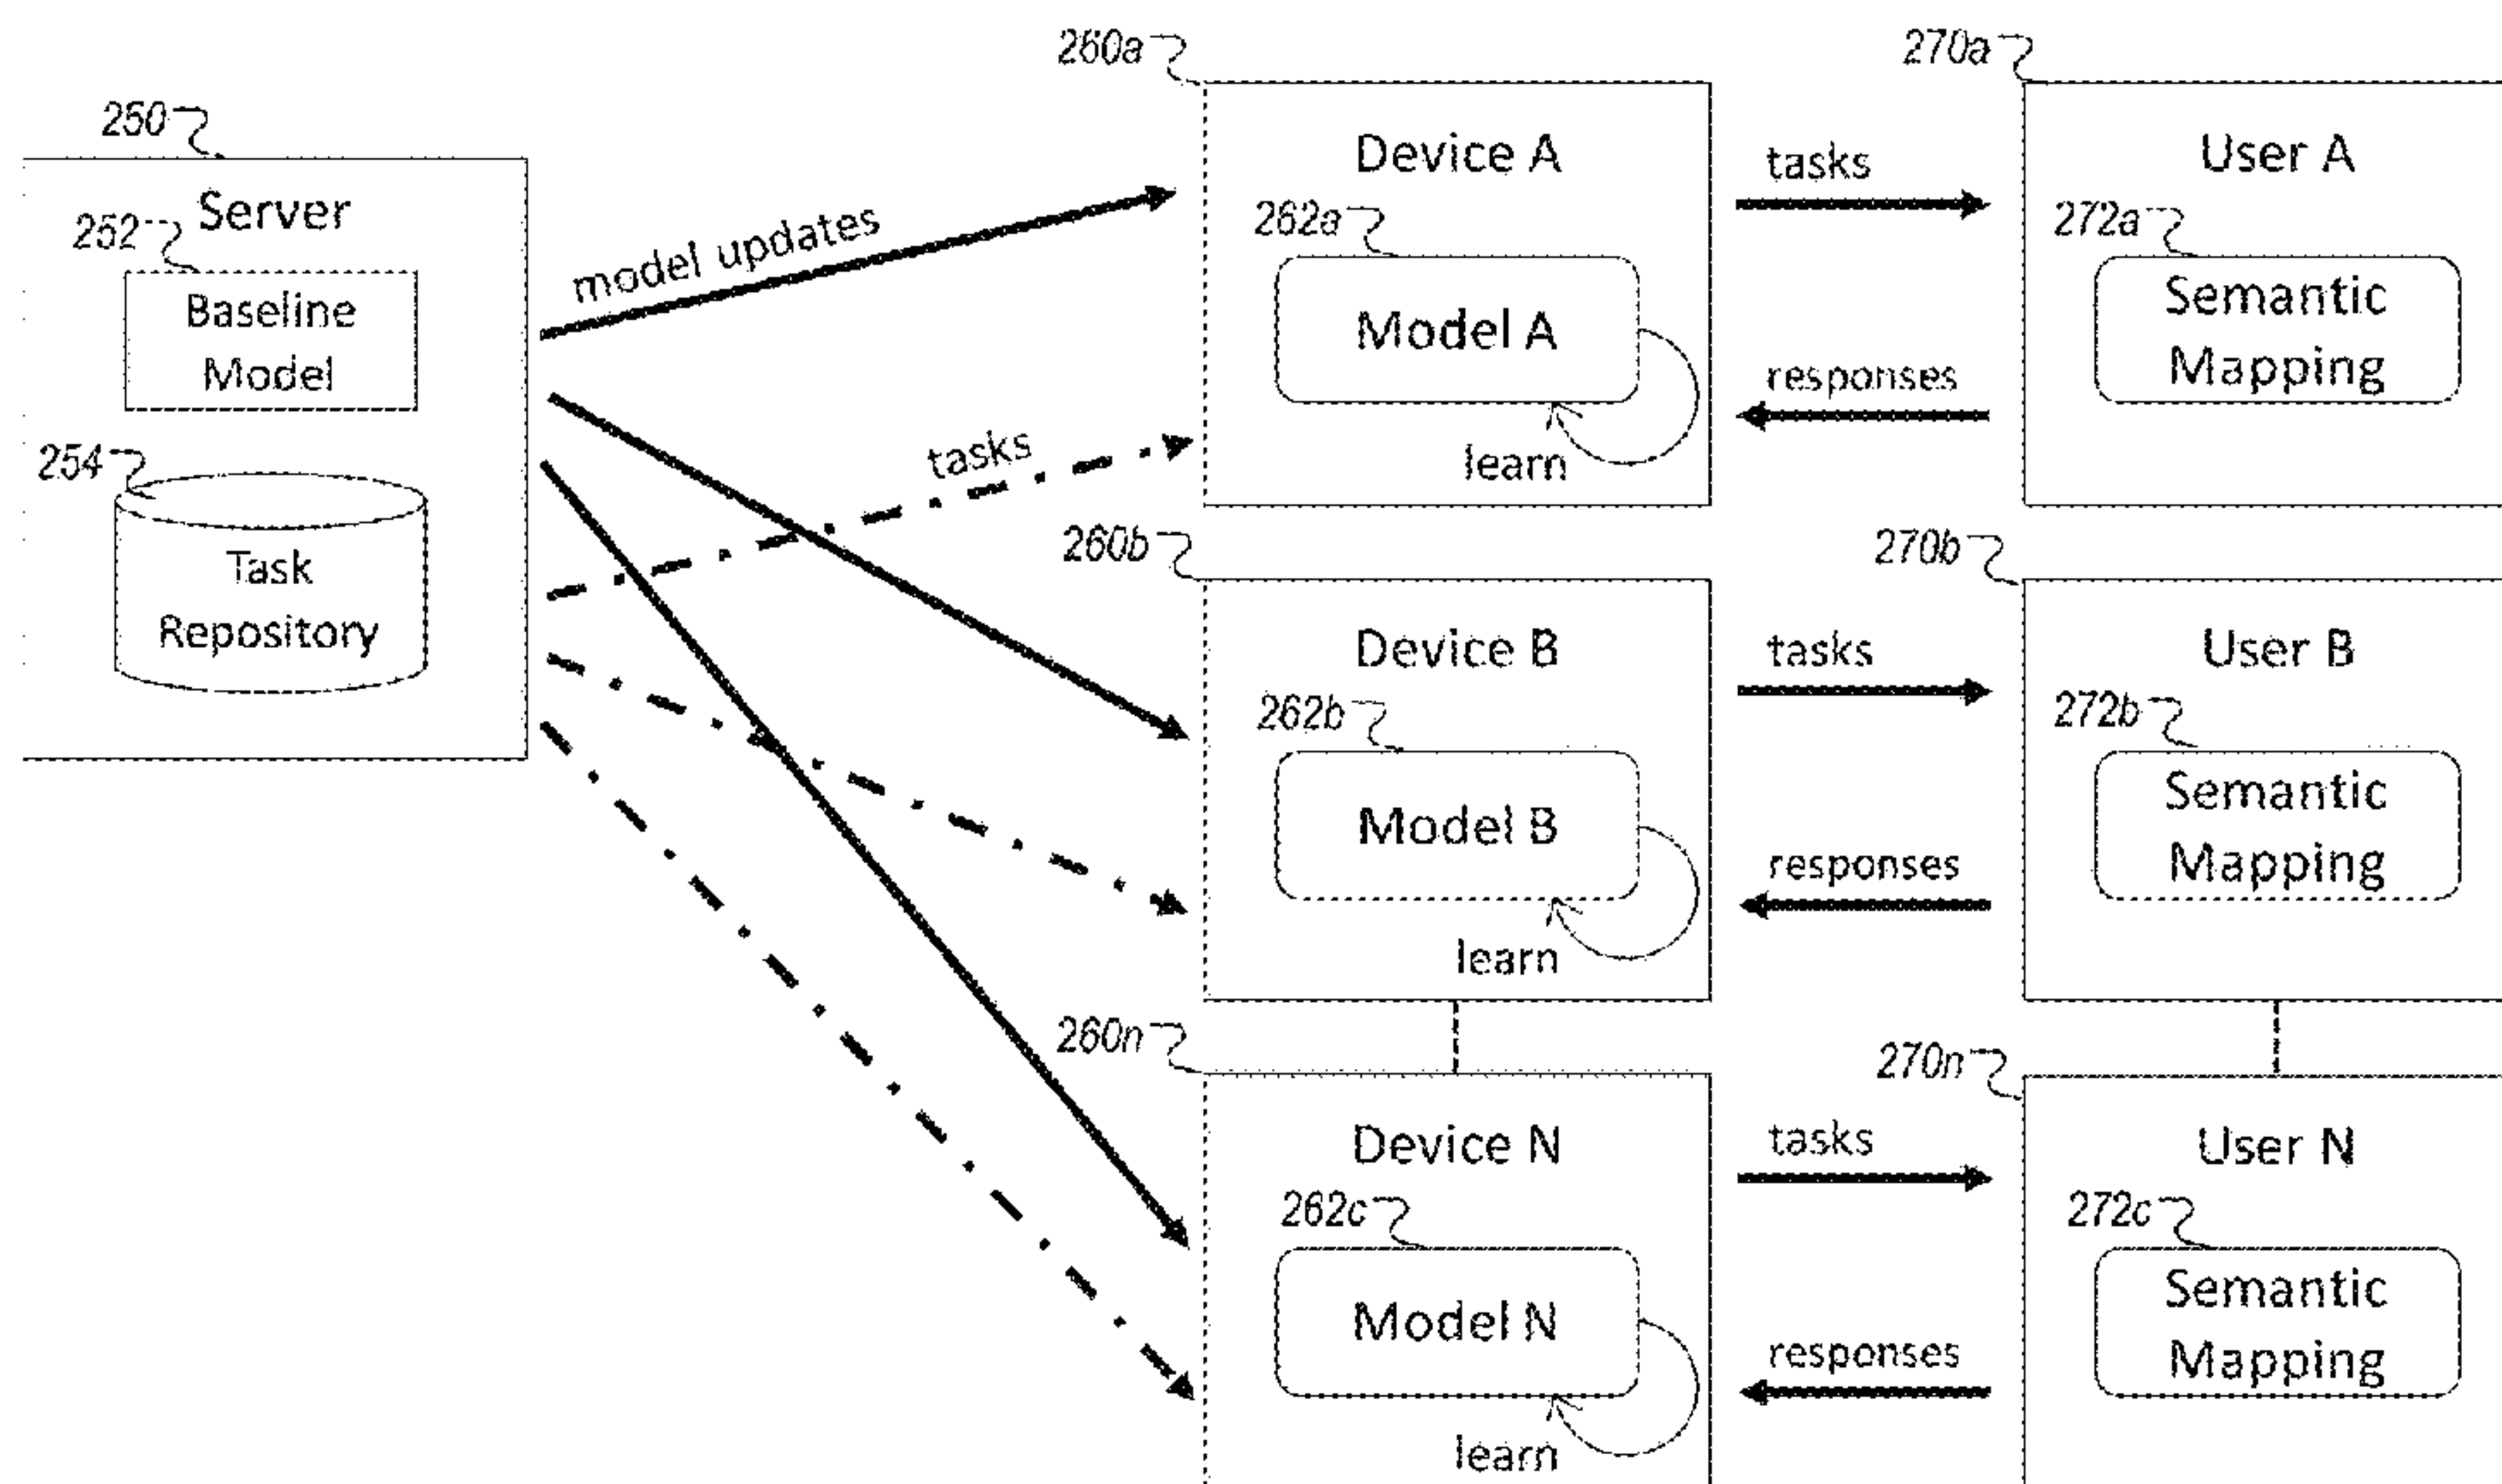 250
Server
252
Baseline
Model
254
Task
Repository
model updates
tasks
260a
Device A
262a
Model A
learn
tasks
responses
270a
User A
272a
Semantic
Mapping
260b
Device B
262b
Model B
learn
tasks
responses
270b
User B
272b
Semantic
Mapping
260n
Device N
262c
Model N
learn
tasks
responses
270n
User N
272c
Semantic
Mapping